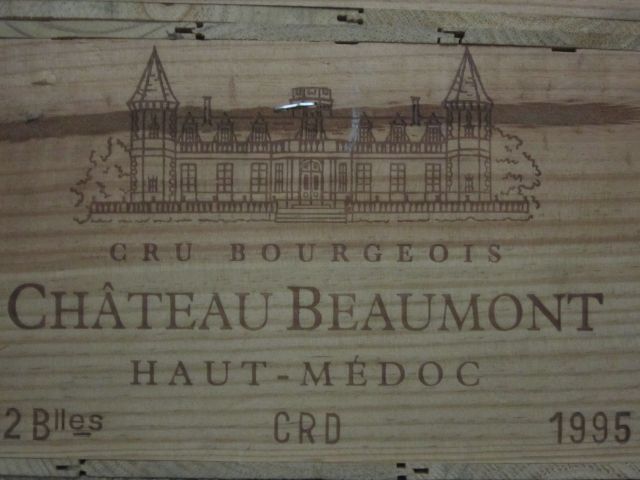 CRU BOURGEOIS
CHÂTEAU BEAUMONT
HAUT-MÉDOC
2 Blles CRD 1995